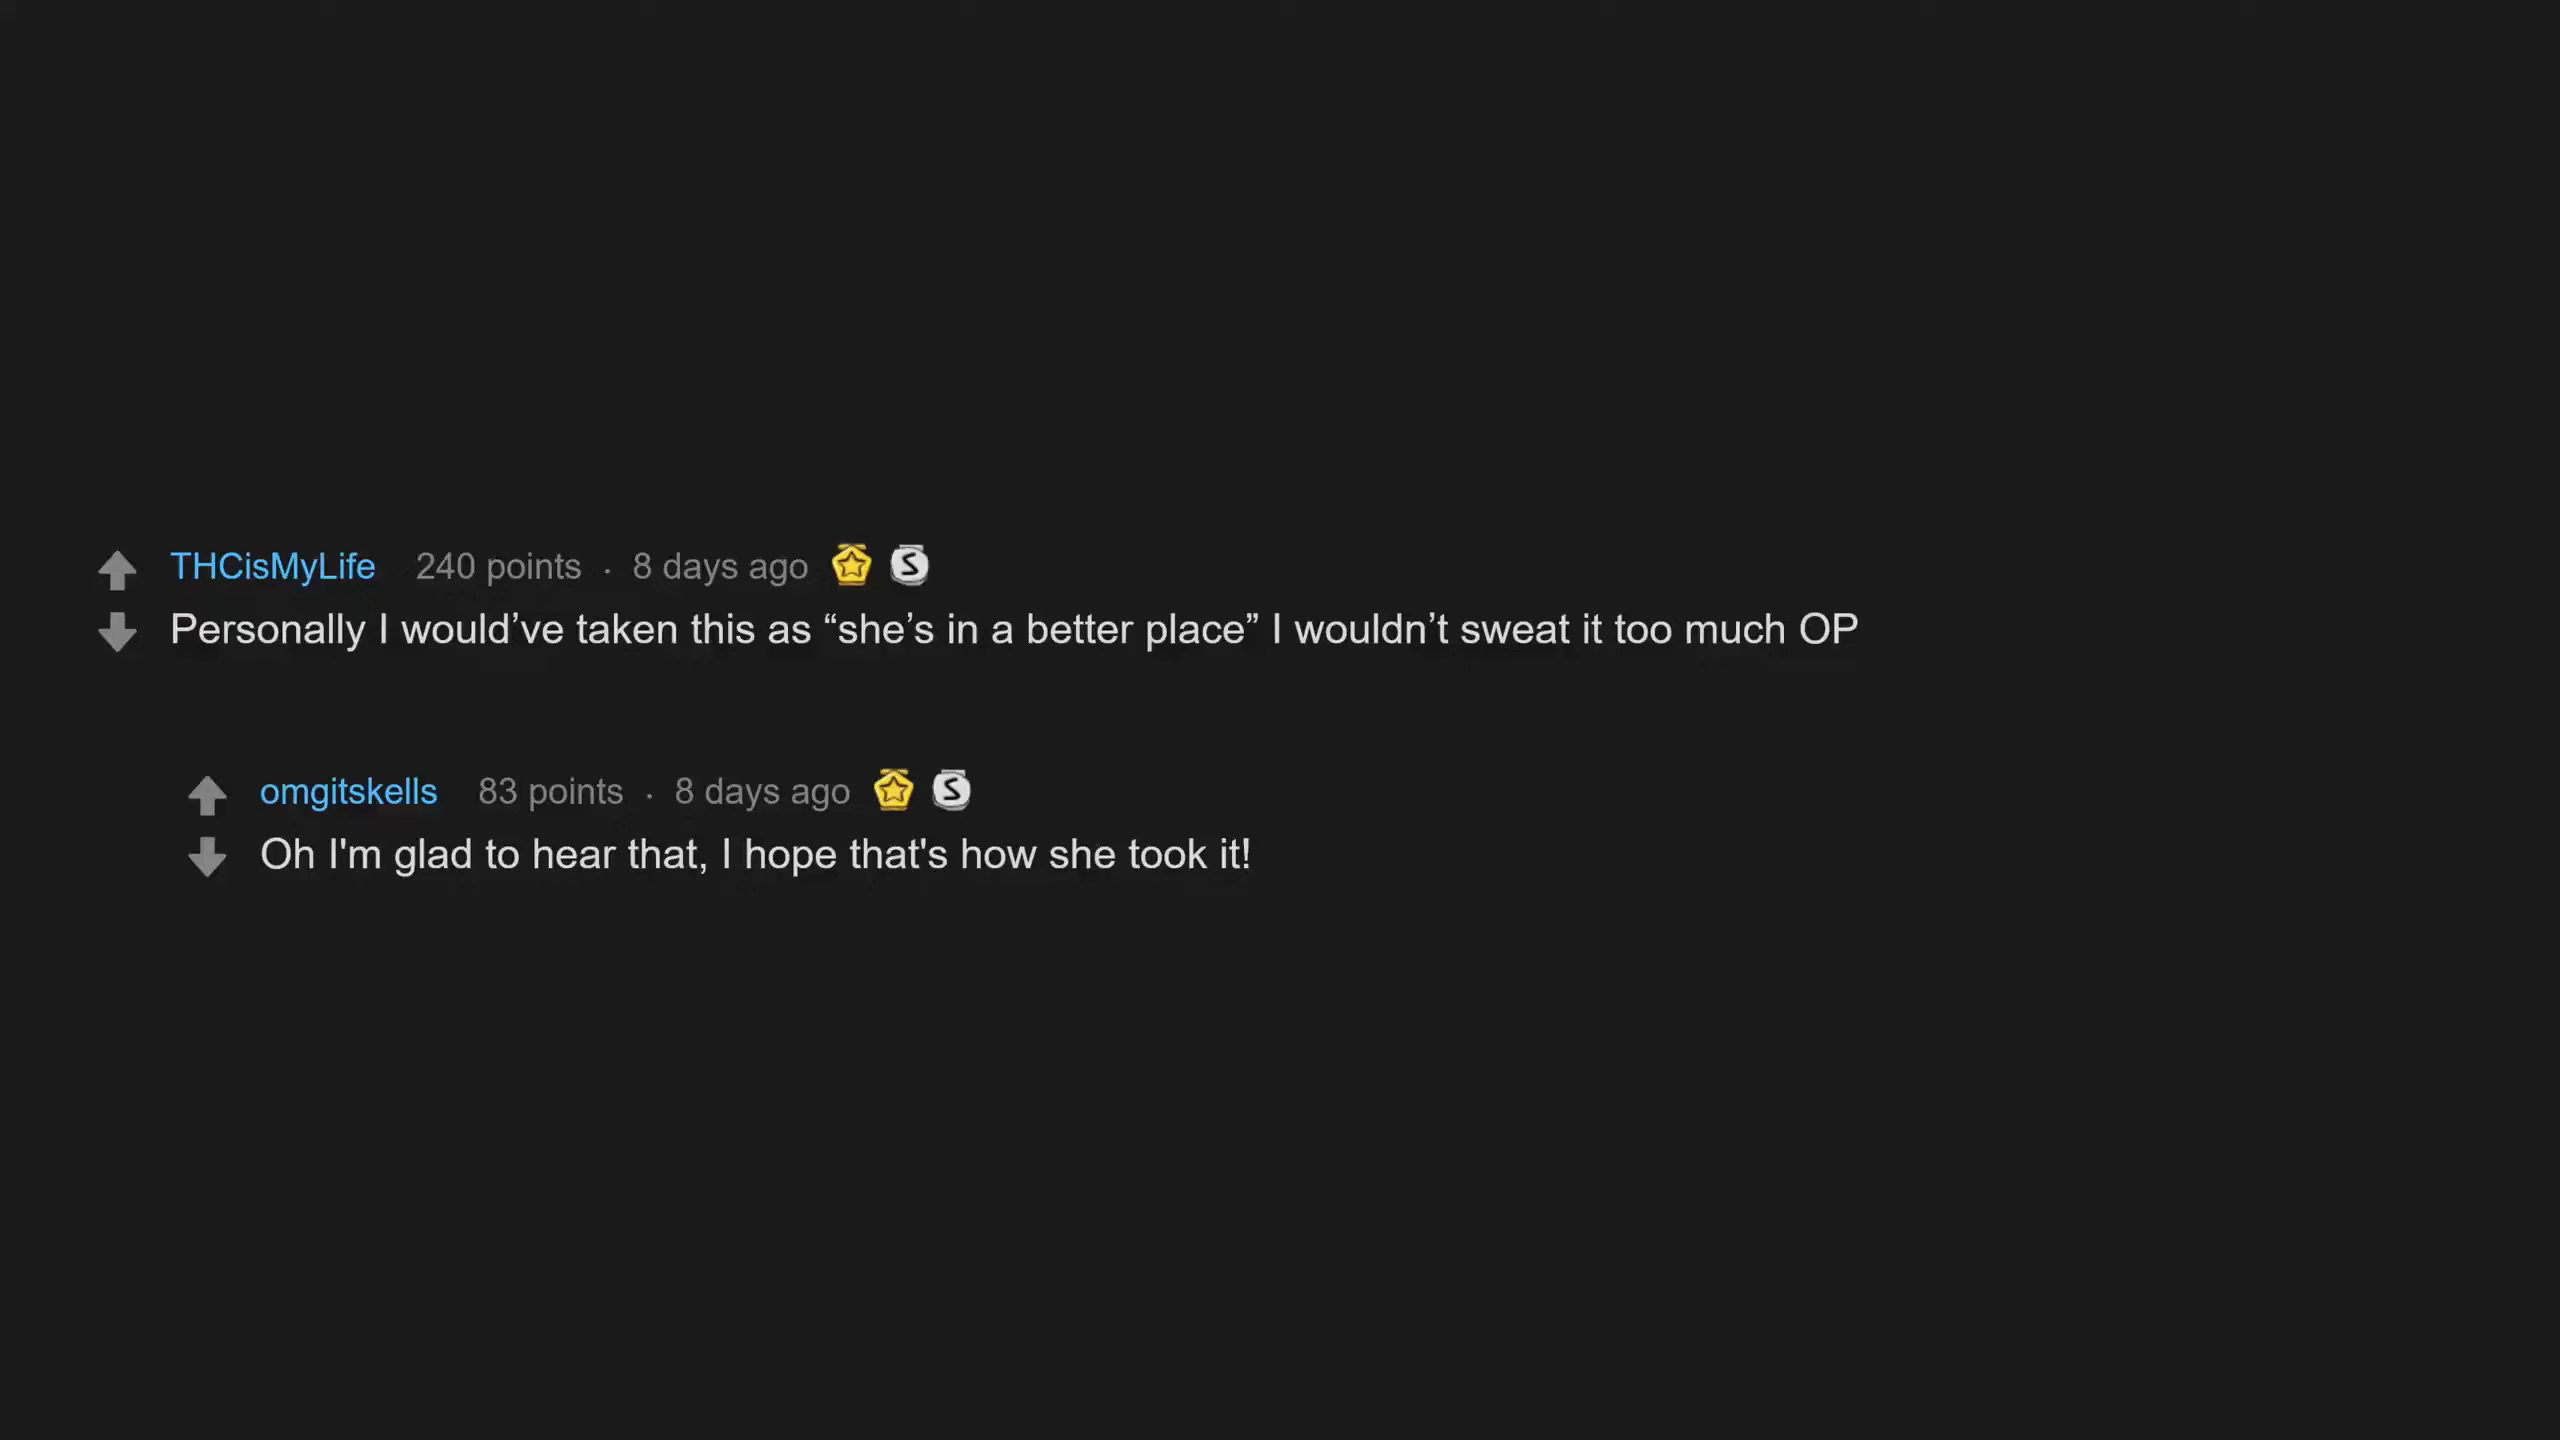 THCisMyLife 240 points · 8 days ago
Personally I would’ve taken this as “she’s in a better place” I wouldn’t sweat it too much OP
omgitskells 83 points · 8 days ago
Oh I'm glad to hear that, I hope that's how she took it!